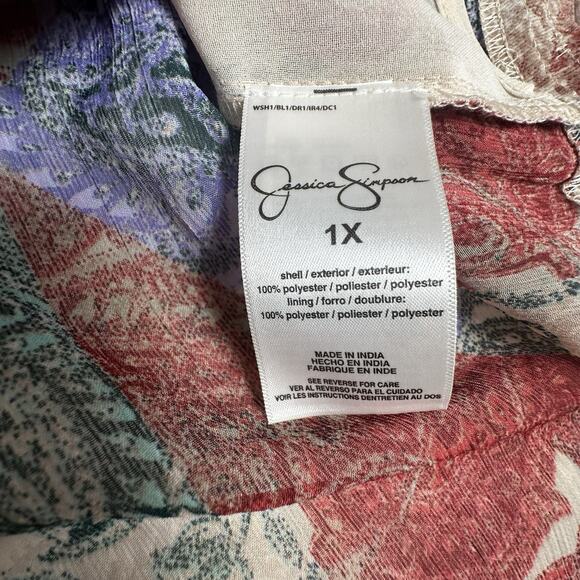 WSH1/BL1/DR1/IR4/DC1
Jessica Simpson
1X
shell / exterior / exterieur:
100% polyester / poliester / polyester
lining / forro / doublure:
100% polyester / poliester / polyester
MADE IN INDIA
HECHO EN INDIA
FABRIQUE EN INDE
SEE REVERSE FOR CARE
VER AL REVERSO PARA EL CUIDADO
VOIR LES INSTRUCTIONS DENTRETIEN AU DOS